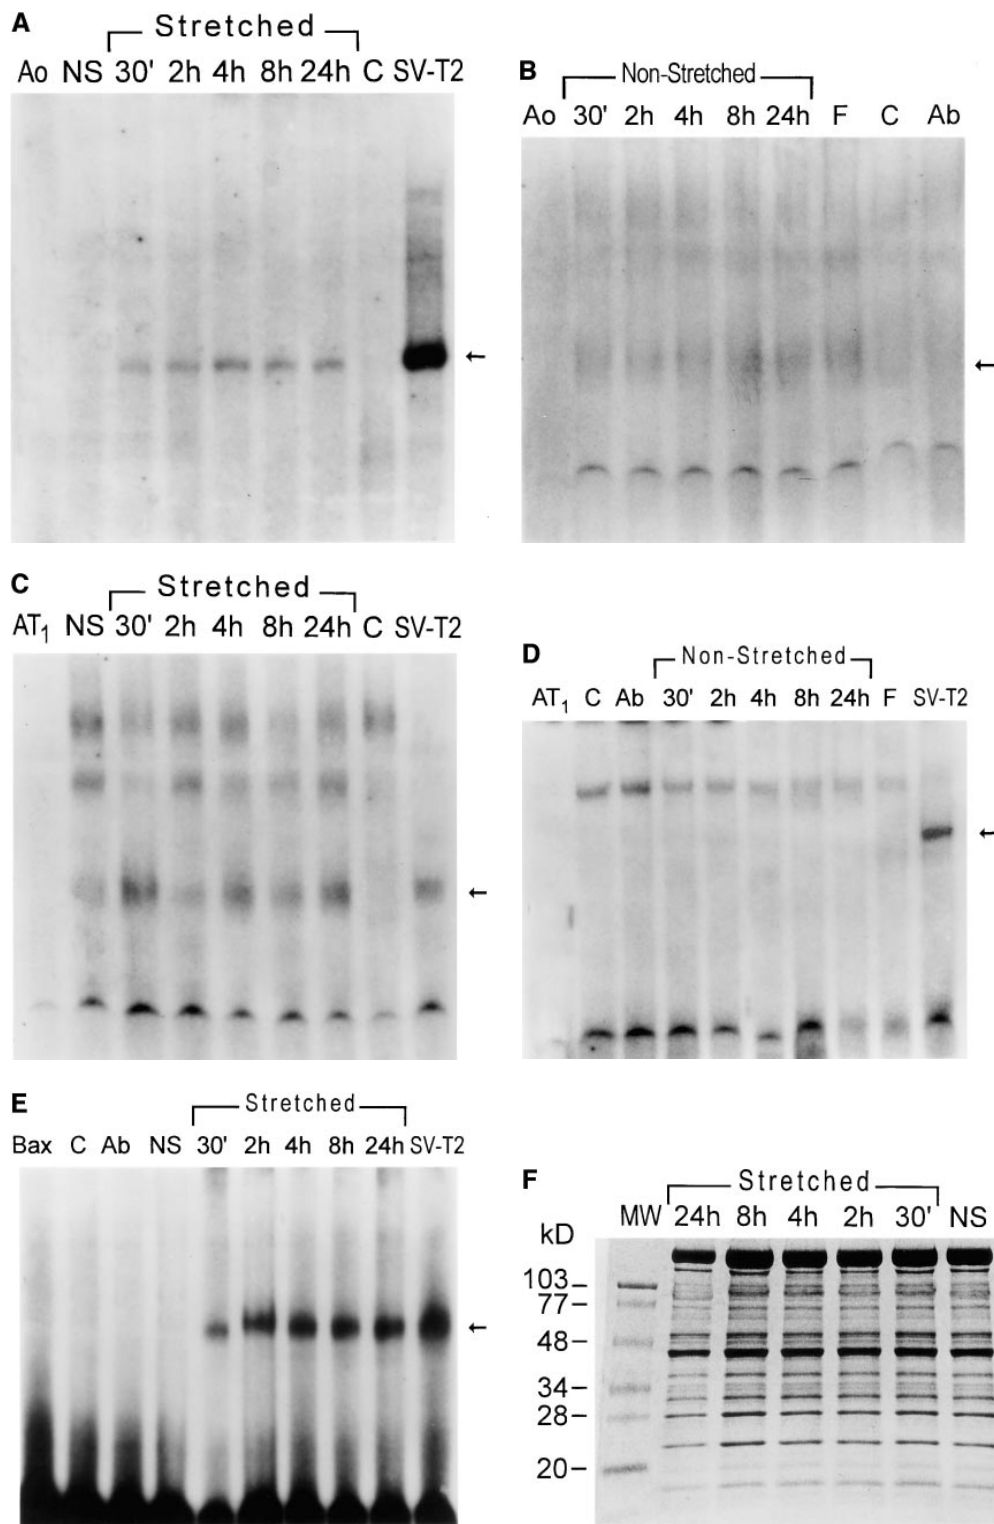 A
Stretched
Ao NS 30' 2h 4h 8h 24h C SV-T2
B
Non-Stretched
Ao 30' 2h 4h 8h 24h F C Ab
C
Stretched
AT1 NS 30' 2h 4h 8h 24h C SV-T2
D
Non-Stretched
AT1 C Ab 30' 2h 4h 8h 24h F SV-T2
E
Stretched
Bax C Ab NS 30' 2h 4h 8h 24h SV-T2
F
Stretched
MW 24h 8h 4h 2h 30' NS
kD
103
77
48
34
28
20